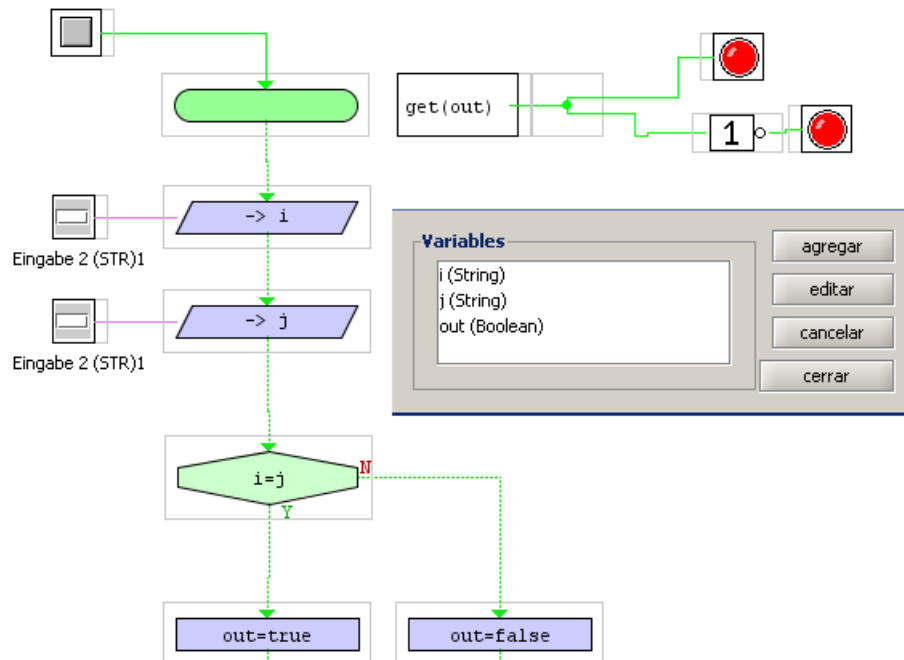 get(out)
1
-> i
Eingabe 2 (STR)1
-> j
Eingabe 2 (STR)1
Variables
i (String)
j (String)
out (Boolean)
agregar
editar
cancelar
cerrar
i=j
N
Y
out=true
out=false